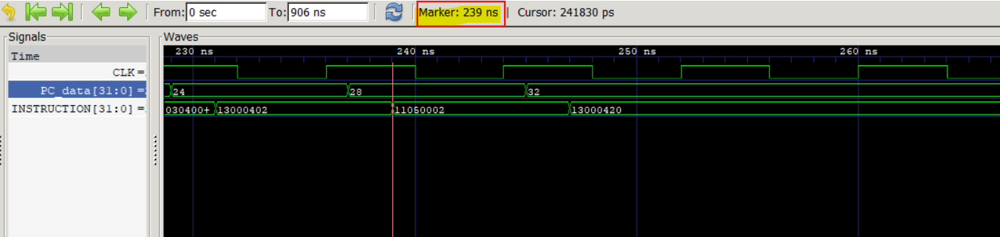 From: 0 sec To: 906 ns Marker: 239 ns | Cursor: 241830 ps
Signals Waves
Time 230 ns 240 ns 250 ns 260 ns
CLK =
PC_data[31:0] = 24 28 32
INSTRUCTION[31:0] = 030400+ 13000402 11050002 13000420